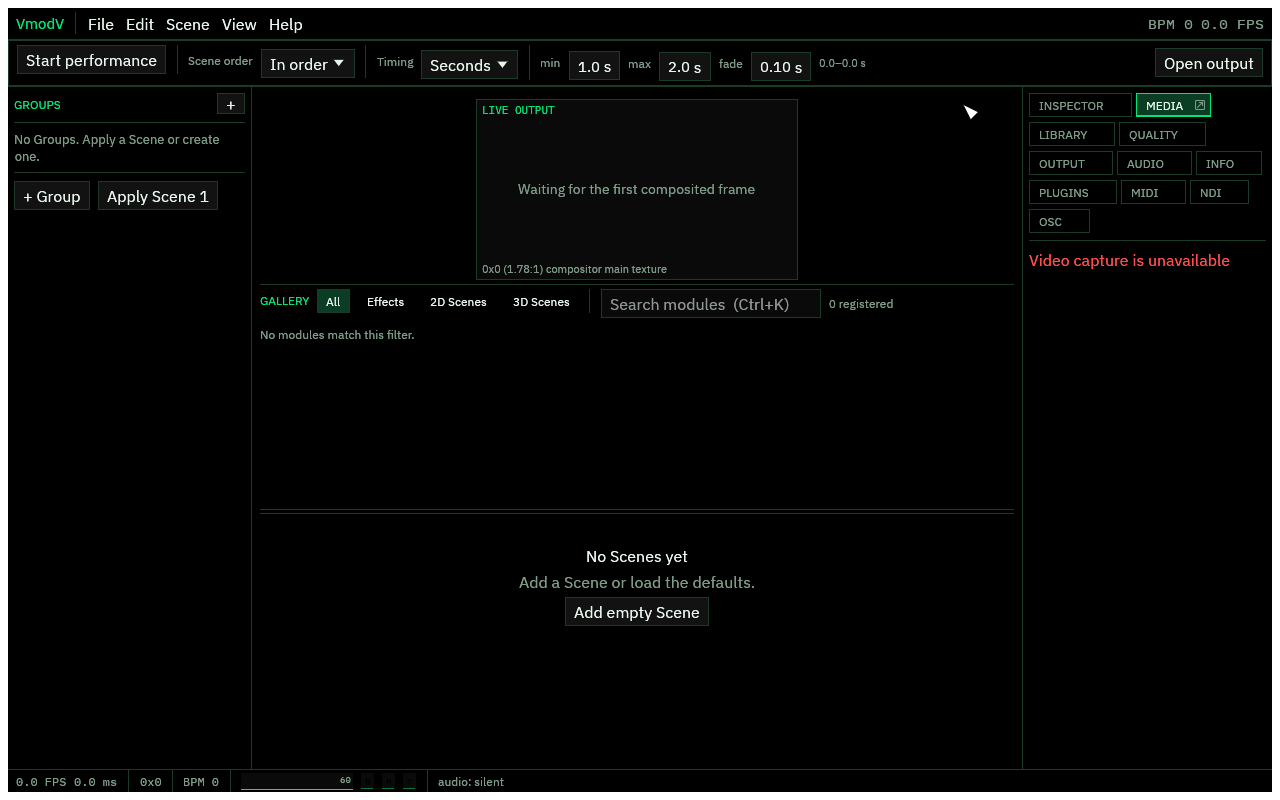 VmodV File Edit Scene View Help BPM 0 0.0 FPS
Start performance Scene order In order Timing Seconds min 1.0 s max 2.0 s fade 0.10 s 0.0–0.0 s Open output
GROUPS +
No Groups. Apply a Scene or create
one.
+ Group Apply Scene 1
LIVE OUTPUT
Waiting for the first composited frame
0x0 (1.78:1) compositor main texture
GALLERY All Effects 2D Scenes 3D Scenes Search modules (Ctrl+K) 0 registered
No modules match this filter.
No Scenes yet
Add a Scene or load the defaults.
Add empty Scene
INSPECTOR MEDIA
LIBRARY QUALITY
OUTPUT AUDIO INFO
PLUGINS MIDI NDI
OSC
Video capture is unavailable
0.0 FPS 0.0 ms 0x0 BPM 0 60 audio: silent